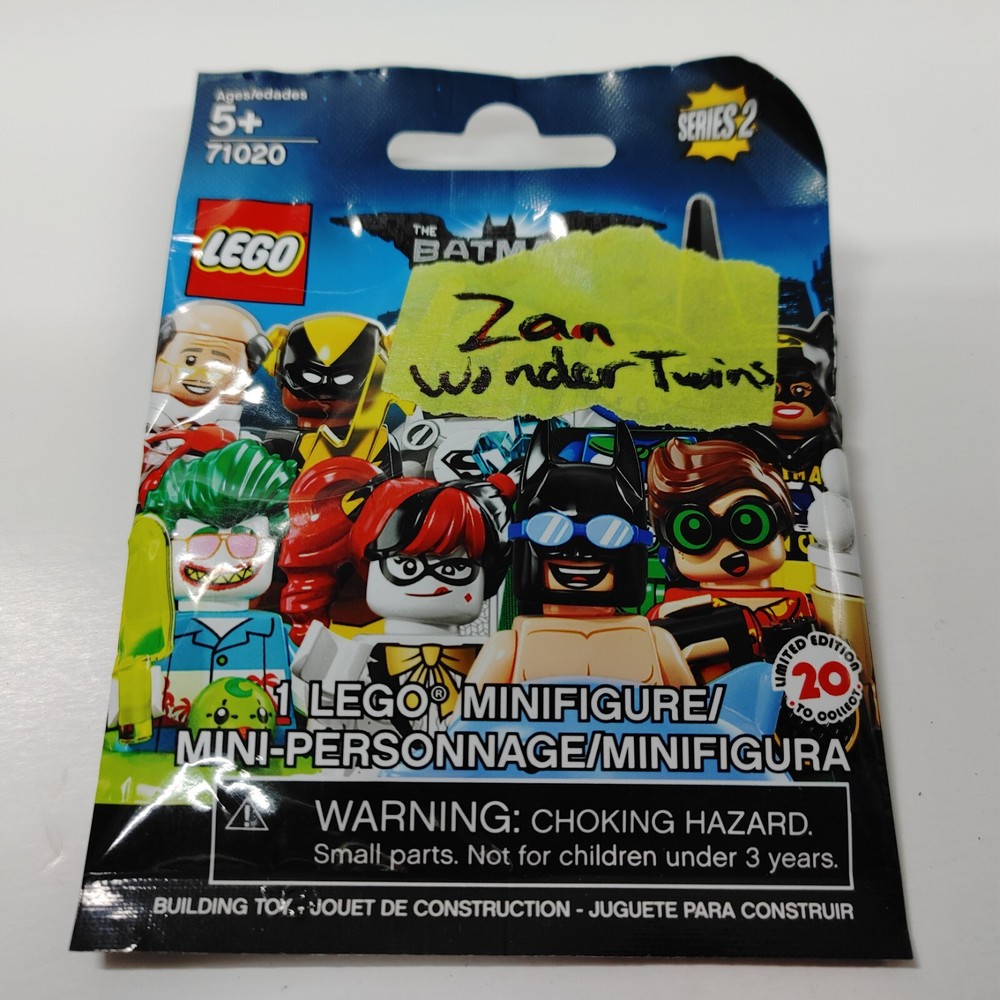 Ages/edades
5+
71020
SERIES 2
LEGO
THE
BATMA
Zan
Wonder Twins
LIMITED EDITION
20
TO COLLECT
1 LEGO® MINIFIGURE/
MINI-PERSONNAGE/MINIFIGURA
WARNING: CHOKING HAZARD.
Small parts. Not for children under 3 years.
BUILDING TOY - JOUET DE CONSTRUCTION - JUGUETE PARA CONSTRUIR